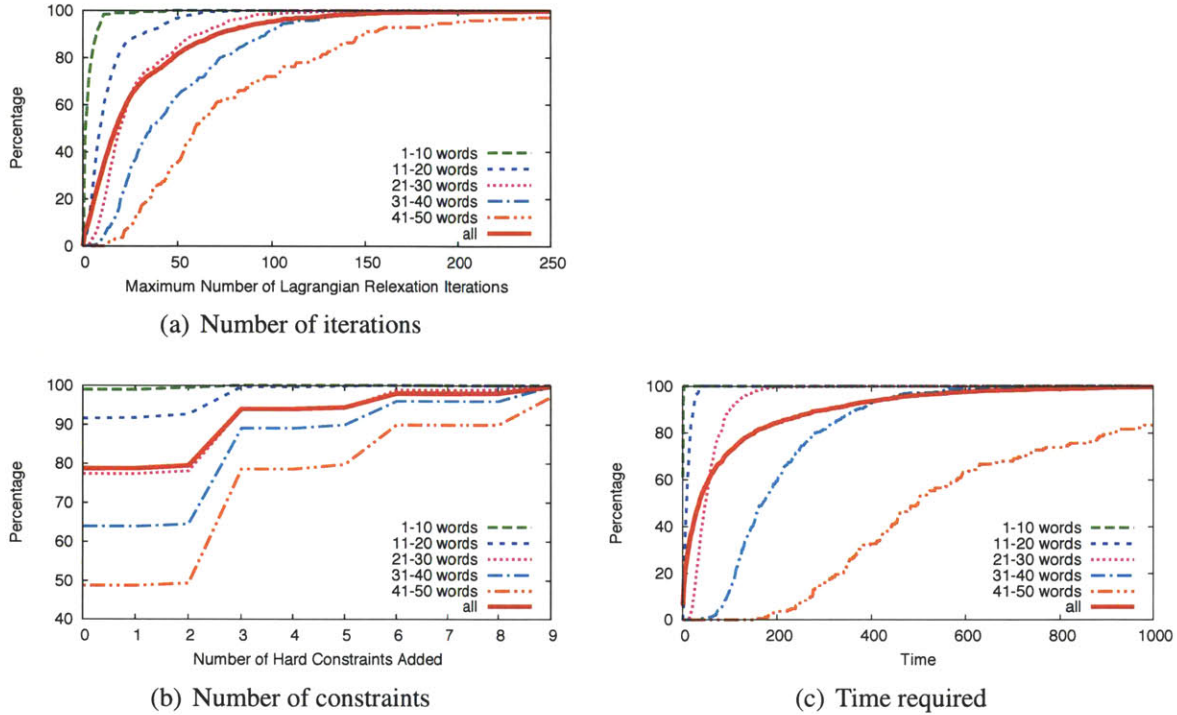 100
80
60
40
20
0
Percentage
1-10 words
11-20 words
21-30 words
31-40 words
41-50 words
all
0 50 100 150 200 250
Maximum Number of Lagrangian Relexation Iterations
(a) Number of iterations
100
90
80
70
60
50
40
Percentage
1-10 words
11-20 words
21-30 words
31-40 words
41-50 words
all
0 1 2 3 4 5 6 7 8 9
Number of Hard Constraints Added
(b) Number of constraints
100
80
60
40
20
0
Percentage
1-10 words
11-20 words
21-30 words
31-40 words
41-50 words
all
0 200 400 600 800 1000
Time
(c) Time required